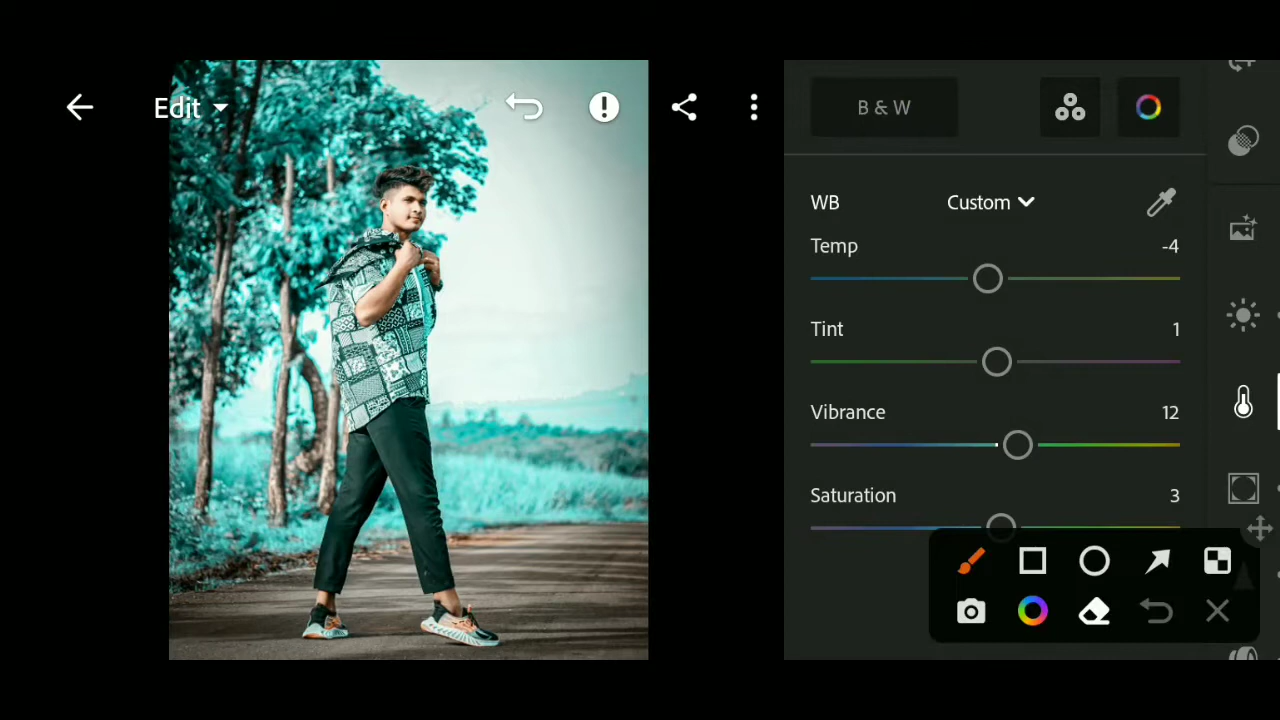 Edit
B & W
WB Custom
Temp -4
Tint 1
Vibrance 12
Saturation 3